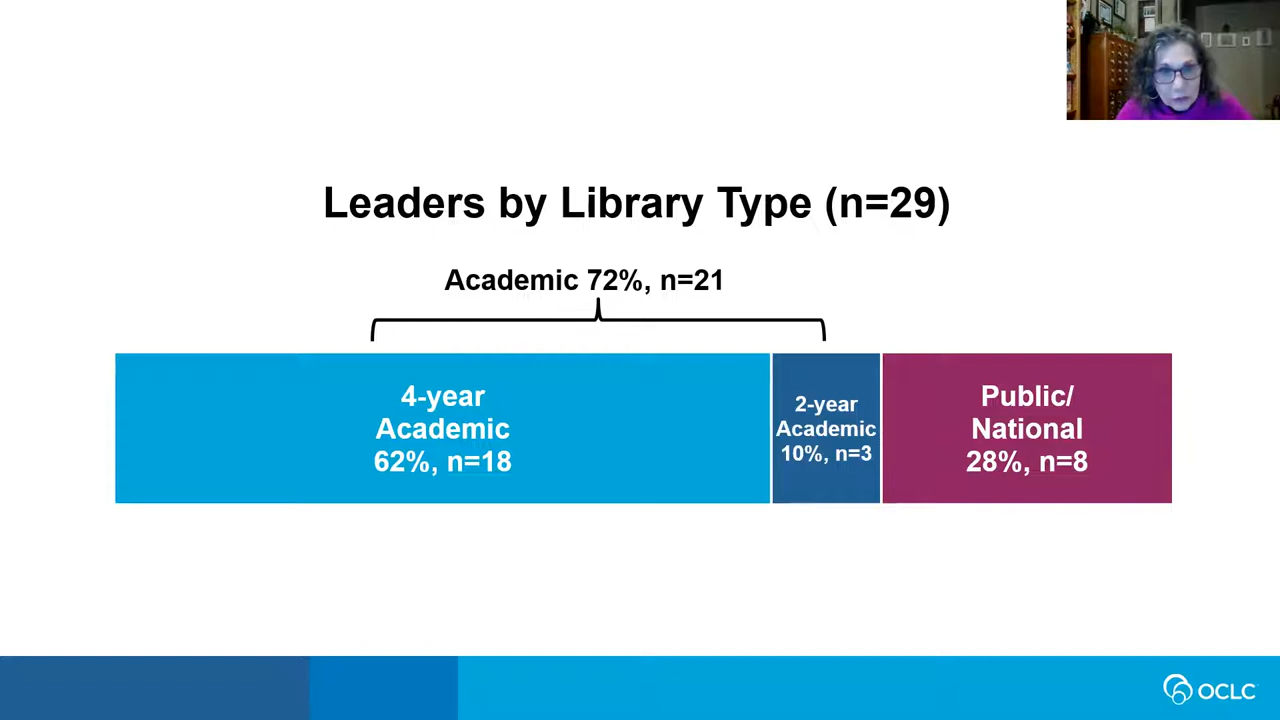 Leaders by Library Type (n=29)
Academic 72%, n=21
4-year
Academic
62%, n=18
2-year
Academic
10%, n=3
Public/
National
28%, n=8
OCLC